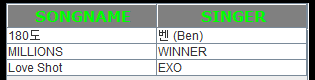 SONGNAME SINGER
180도 벤 (Ben)
MILLIONS WINNER
Love Shot EXO